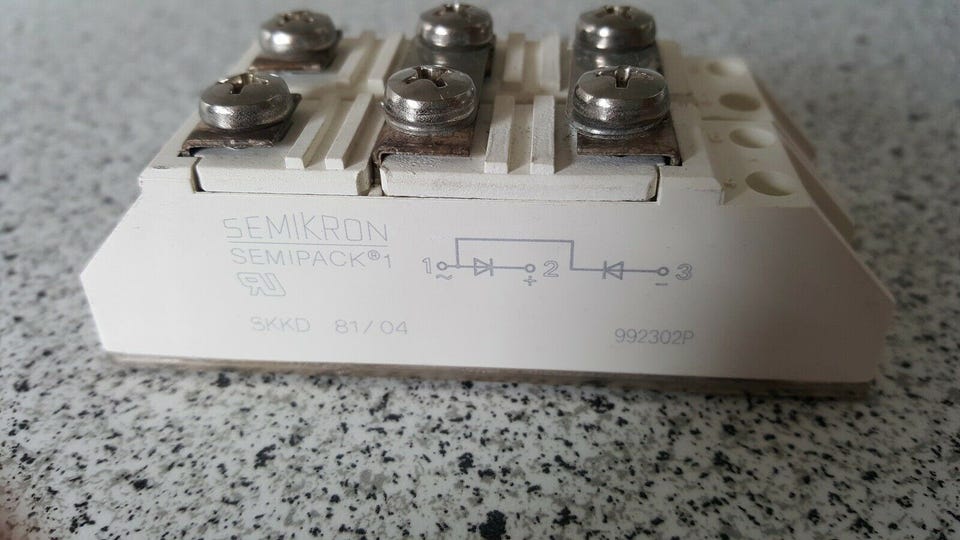 SEMIKRON
SEMIPACK® 1
1 ~ 2 + 3 -
SKKD 81/04
992302P